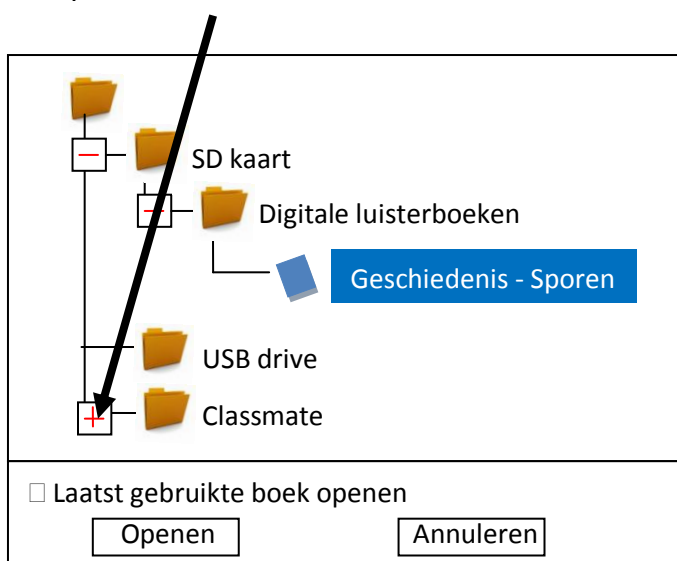 SD kaart
Digitale luisterboeken
Geschiedenis - Sporen
USB drive
Classmate
Laatst gebruikte boek openen
Openen Annuleren